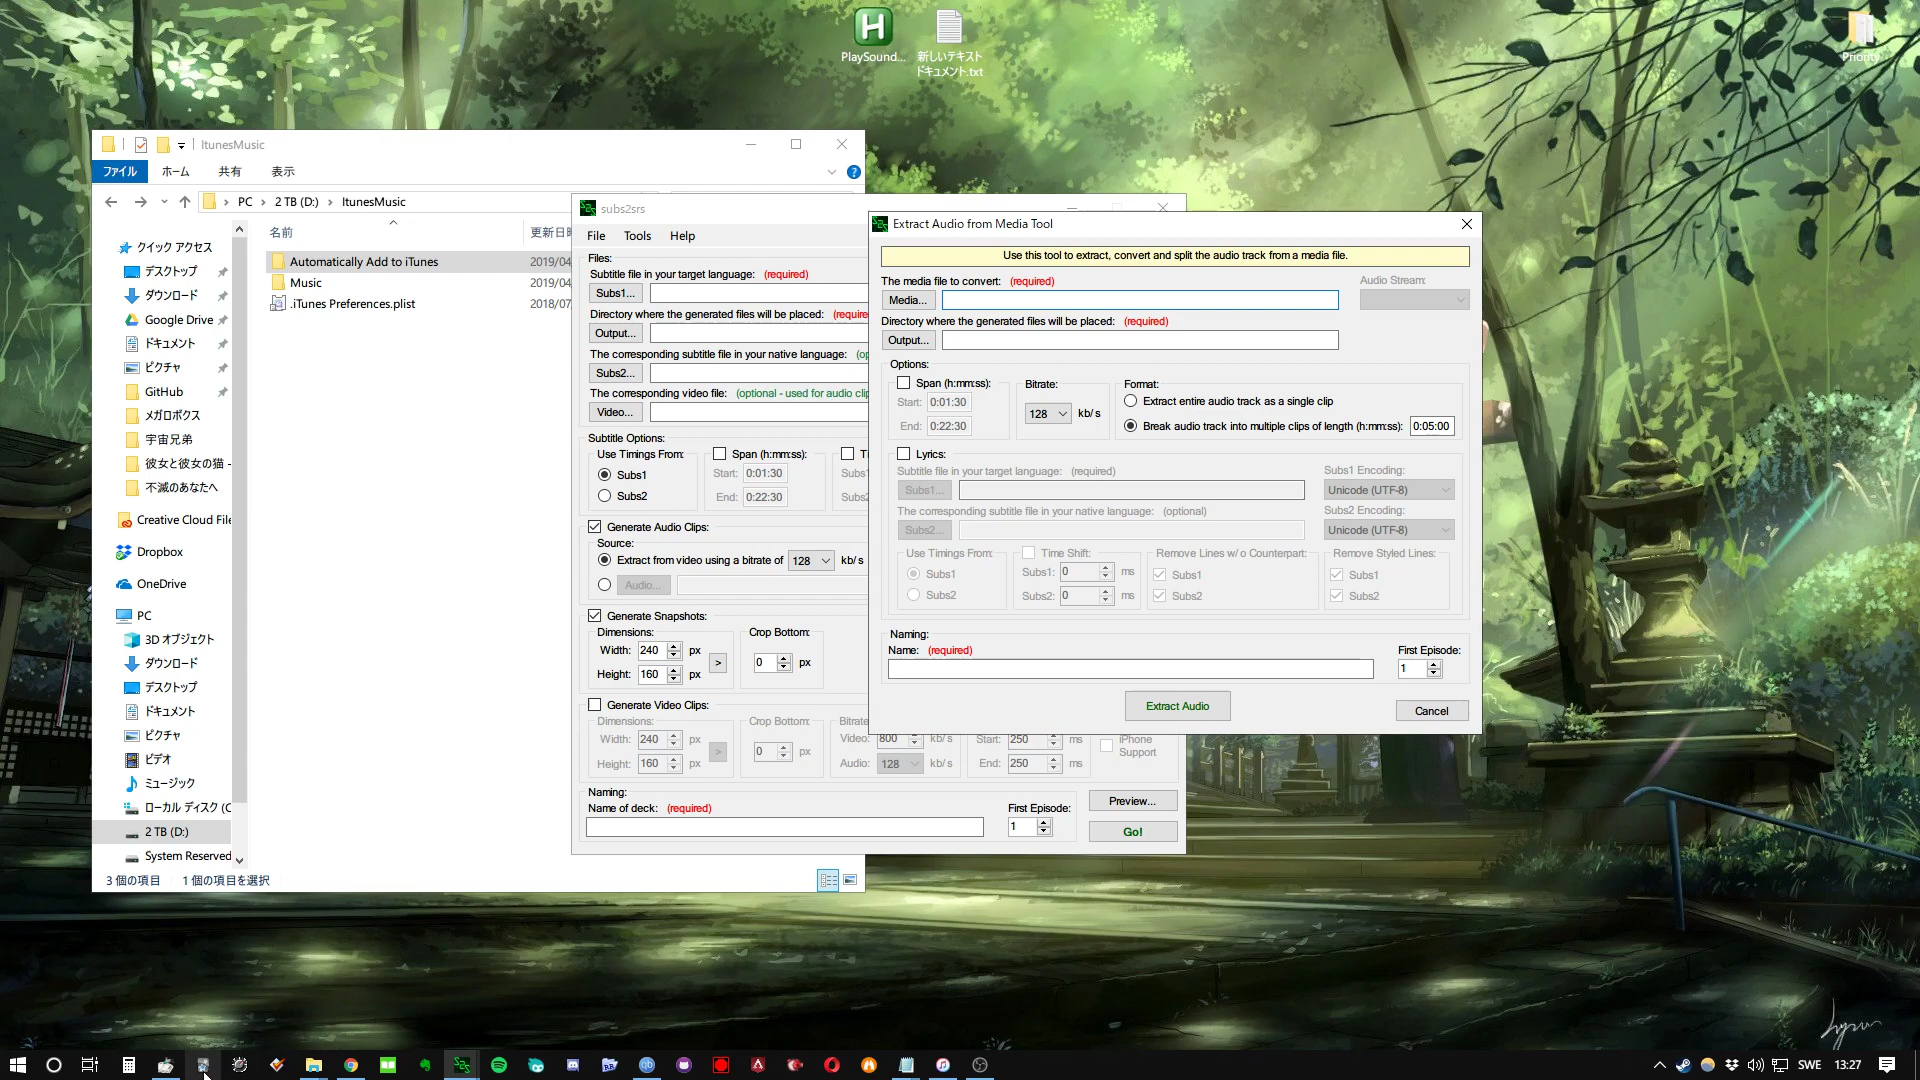 PlaySound...
新しいテキスト
ドキュメント.txt
Priority
ItunesMusic
ファイル
ホーム
共有
表示
PC
2 TB (D:)
ItunesMusic
名前
更新日時
Automatically Add to iTunes
2019/04
Music
2019/04
.iTunes Preferences.plist
2018/07
クイック アクセス
デスクトップ
ダウンロード
Google Drive
ドキュメント
ピクチャ
GitHub
メガロボクス
宇宙兄弟
彼女と彼女の猫 -
不滅のあなたへ
Creative Cloud File
Dropbox
OneDrive
PC
3D オブジェクト
ダウンロード
デスクトップ
ドキュメント
ピクチャ
ビデオ
ミュージック
ローカル ディスク (C
2 TB (D:)
System Reserved
3 個の項目
1 個の項目を選択
subs2srs
File
Tools
Help
Files:
Subtitle file in your target language: (required)
Subs1...
Directory where the generated files will be placed: (require
Output...
The corresponding subtitle file in your native language: (op
Subs2...
The corresponding video file: (optional - used for audio clip
Video...
Subtitle Options:
Use Timings From:
Subs1
Subs2
Span (h:mm:ss):
Start: 0:01:30
End: 0:22:30
Ti
Subs1
Subs2
Generate Audio Clips:
Source:
Extract from video using a bitrate of 128 kb/s
Audio...
Generate Snapshots:
Dimensions:
Width: 240 px
Height: 160 px
>
Crop Bottom:
0 px
Generate Video Clips:
Dimensions:
Width: 240 px
Height: 160 px
>
Crop Bottom:
0 px
Bitrate
Video: 800 kb/s
Audio: 128 kb/s
Start: 250 ms
End: 250 ms
iPhone
Support
Naming:
Name of deck: (required)
First Episode:
1
Preview...
Go!
Extract Audio from Media Tool
Use this tool to extract, convert and split the audio track from a media file.
The media file to convert: (required)
Media...
Audio Stream:
Directory where the generated files will be placed: (required)
Output...
Options:
Span (h:mm:ss):
Start: 0:01:30
End: 0:22:30
Bitrate:
128 kb/s
Format:
Extract entire audio track as a single clip
Break audio track into multiple clips of length (h:mm:ss): 0:05:00
Lyrics:
Subtitle file in your target language: (required)
Subs1...
Subs1 Encoding:
Unicode (UTF-8)
The corresponding subtitle file in your native language: (optional)
Subs2...
Subs2 Encoding:
Unicode (UTF-8)
Use Timings From:
Subs1
Subs2
Time Shift:
Subs1: 0 ms
Subs2: 0 ms
Remove Lines w/o Counterpart:
Subs1
Subs2
Remove Styled Lines:
Subs1
Subs2
Naming:
Name: (required)
First Episode:
1
Extract Audio
Cancel
SWE
13:27